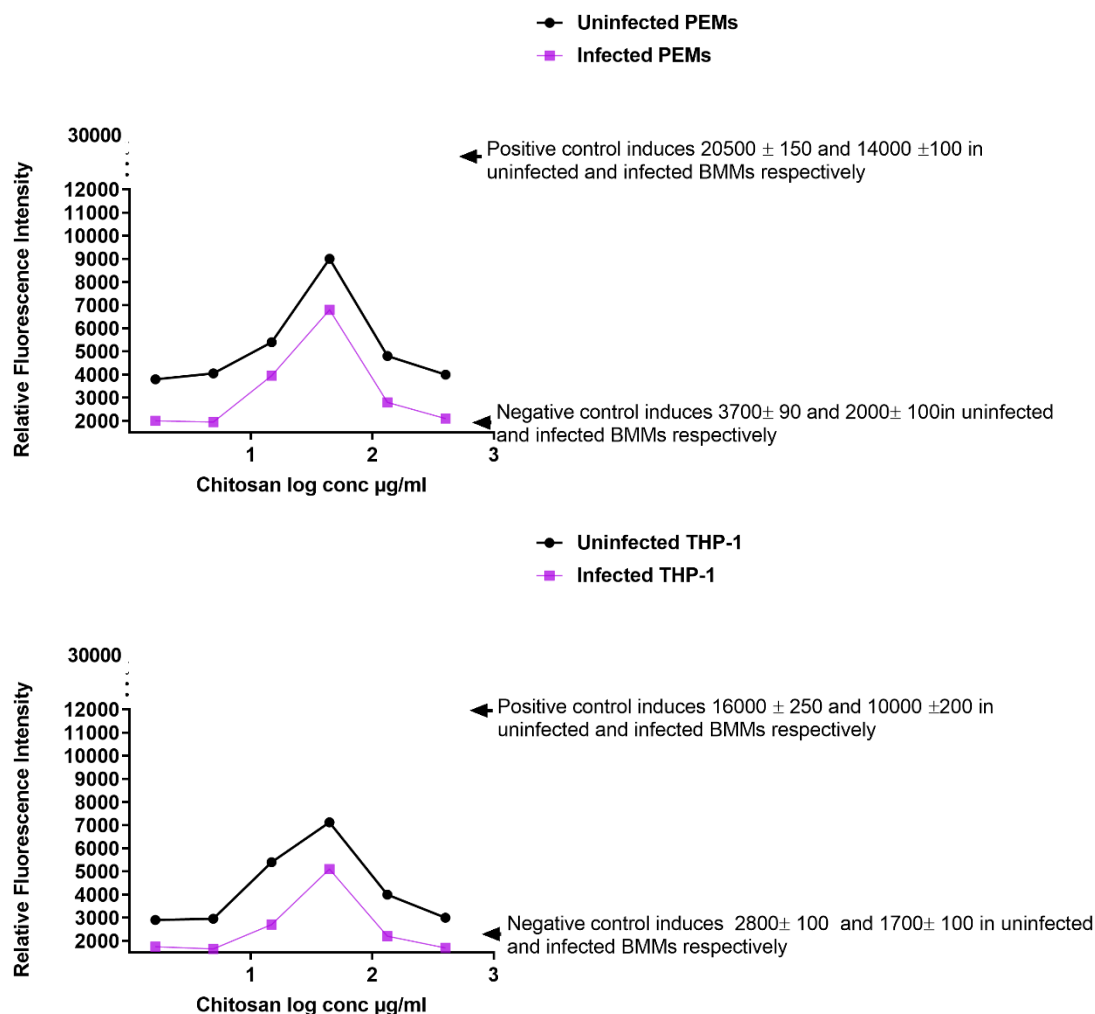 Uninfected PEMs
Infected PEMs
30000
Positive control induces 20500 ± 150 and 14000 ±100 in
uninfected and infected BMMs respectively
12000
11000
10000
9000
8000
7000
6000
5000
4000
3000
2000
Relative Fluorescence Intensity
Negative control induces 3700± 90 and 2000± 100in uninfected
and infected BMMs respectively
1 2 3
Chitosan log conc µg/ml
Uninfected THP-1
Infected THP-1
30000
Positive control induces 16000 ± 250 and 10000 ±200 in
uninfected and infected BMMs respectively
12000
11000
10000
9000
8000
7000
6000
5000
4000
3000
2000
Relative Fluorescence Intensity
Negative control induces 2800± 100 and 1700± 100 in uninfected
and infected BMMs respectively
1 2 3
Chitosan log conc µg/ml